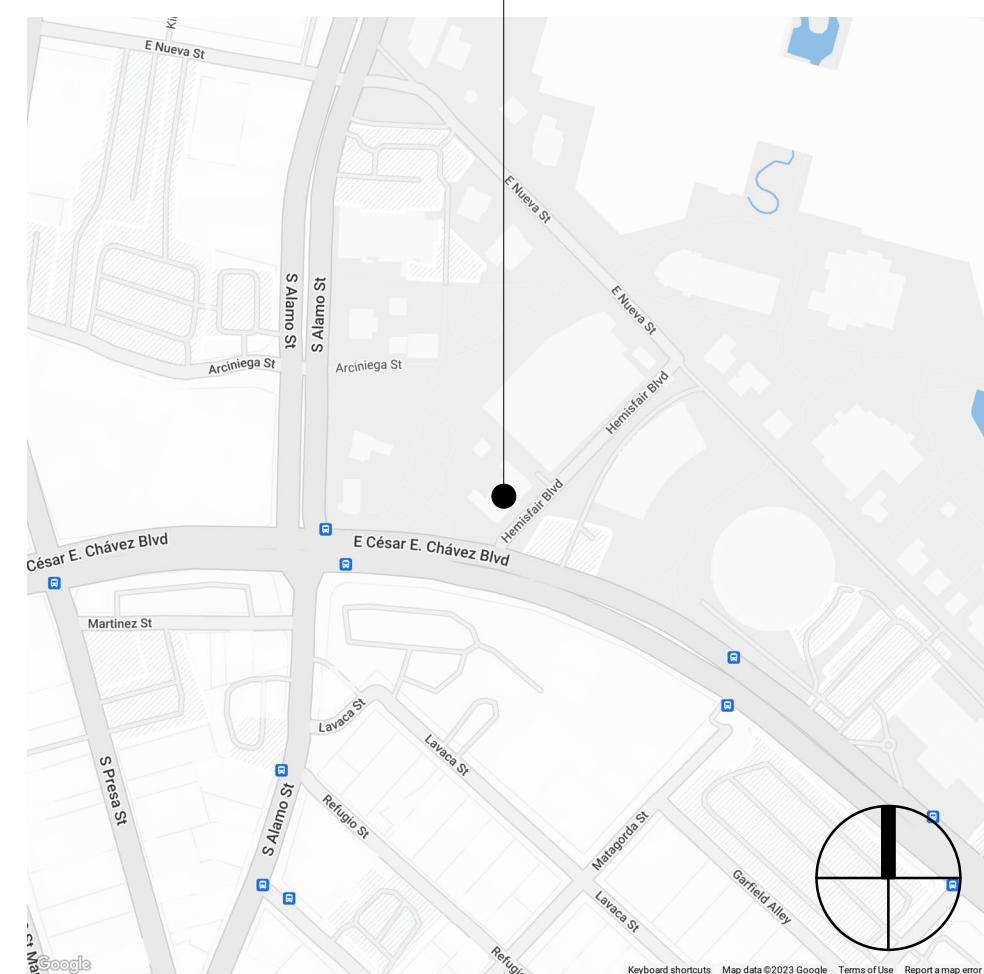 E Nueva St
E Nueva St
E Nueva St
S Alamo St
S Alamo St
Arciniega St
Arciniega St
Hemisfair Blvd
Hemisfair Blvd
César E. Chávez Blvd
E César E. Chávez Blvd
Martinez St
Lavaca St
Lavaca St
S Presa St
S Alamo St
Refugio St
Matagorda St
Garfield Alley
Lavaca St
Google
Keyboard shortcuts Map data ©2023 Google Terms of Use Report a map error